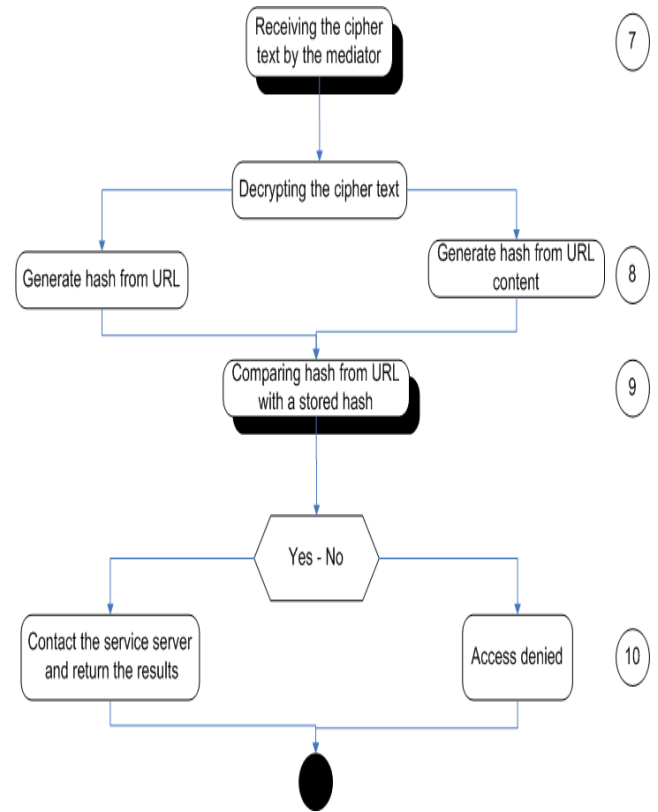 Receiving the cipher
text by the mediator
7
Decrypting the cipher text
Generate hash from URL
Generate hash from URL
content
8
Comparing hash from URL
with a stored hash
9
Yes - No
Contact the service server
and return the results
Access denied
10